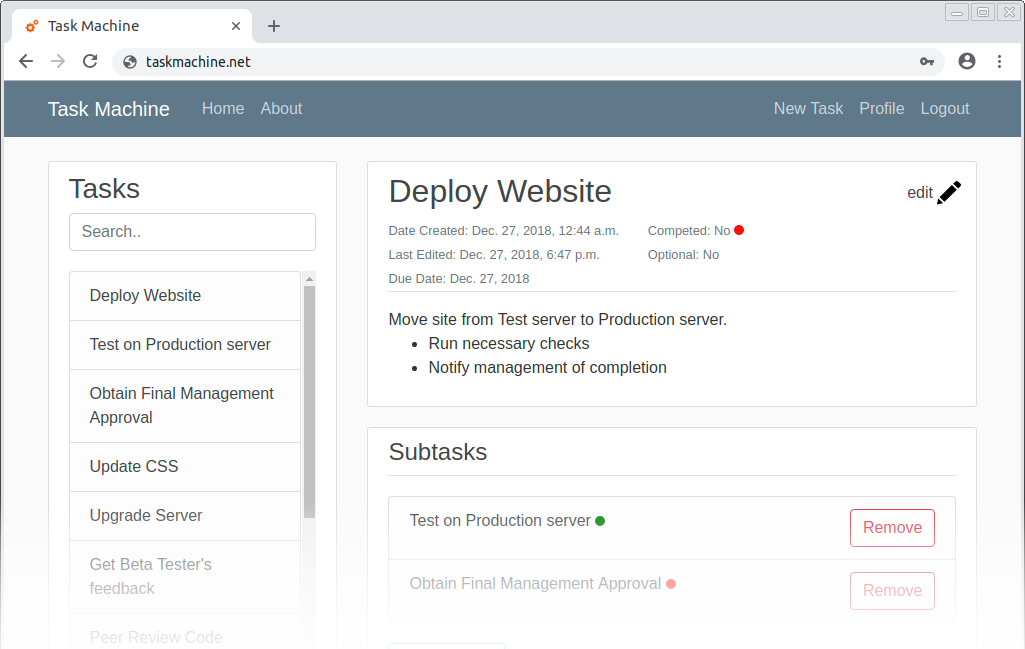 Task Machine
taskmachine.net
Task Machine Home About New Task Profile Logout
Tasks
Search..
Deploy Website
Test on Production server
Obtain Final Management
Approval
Update CSS
Upgrade Server
Get Beta Tester's
feedback
Peer Review Code
Deploy Website
edit
Date Created: Dec. 27, 2018, 12:44 a.m. Competed: No
Last Edited: Dec. 27, 2018, 6:47 p.m. Optional: No
Due Date: Dec. 27, 2018
Move site from Test server to Production server.
Run necessary checks
Notify management of completion
Subtasks
Test on Production server Remove
Obtain Final Management Approval Remove